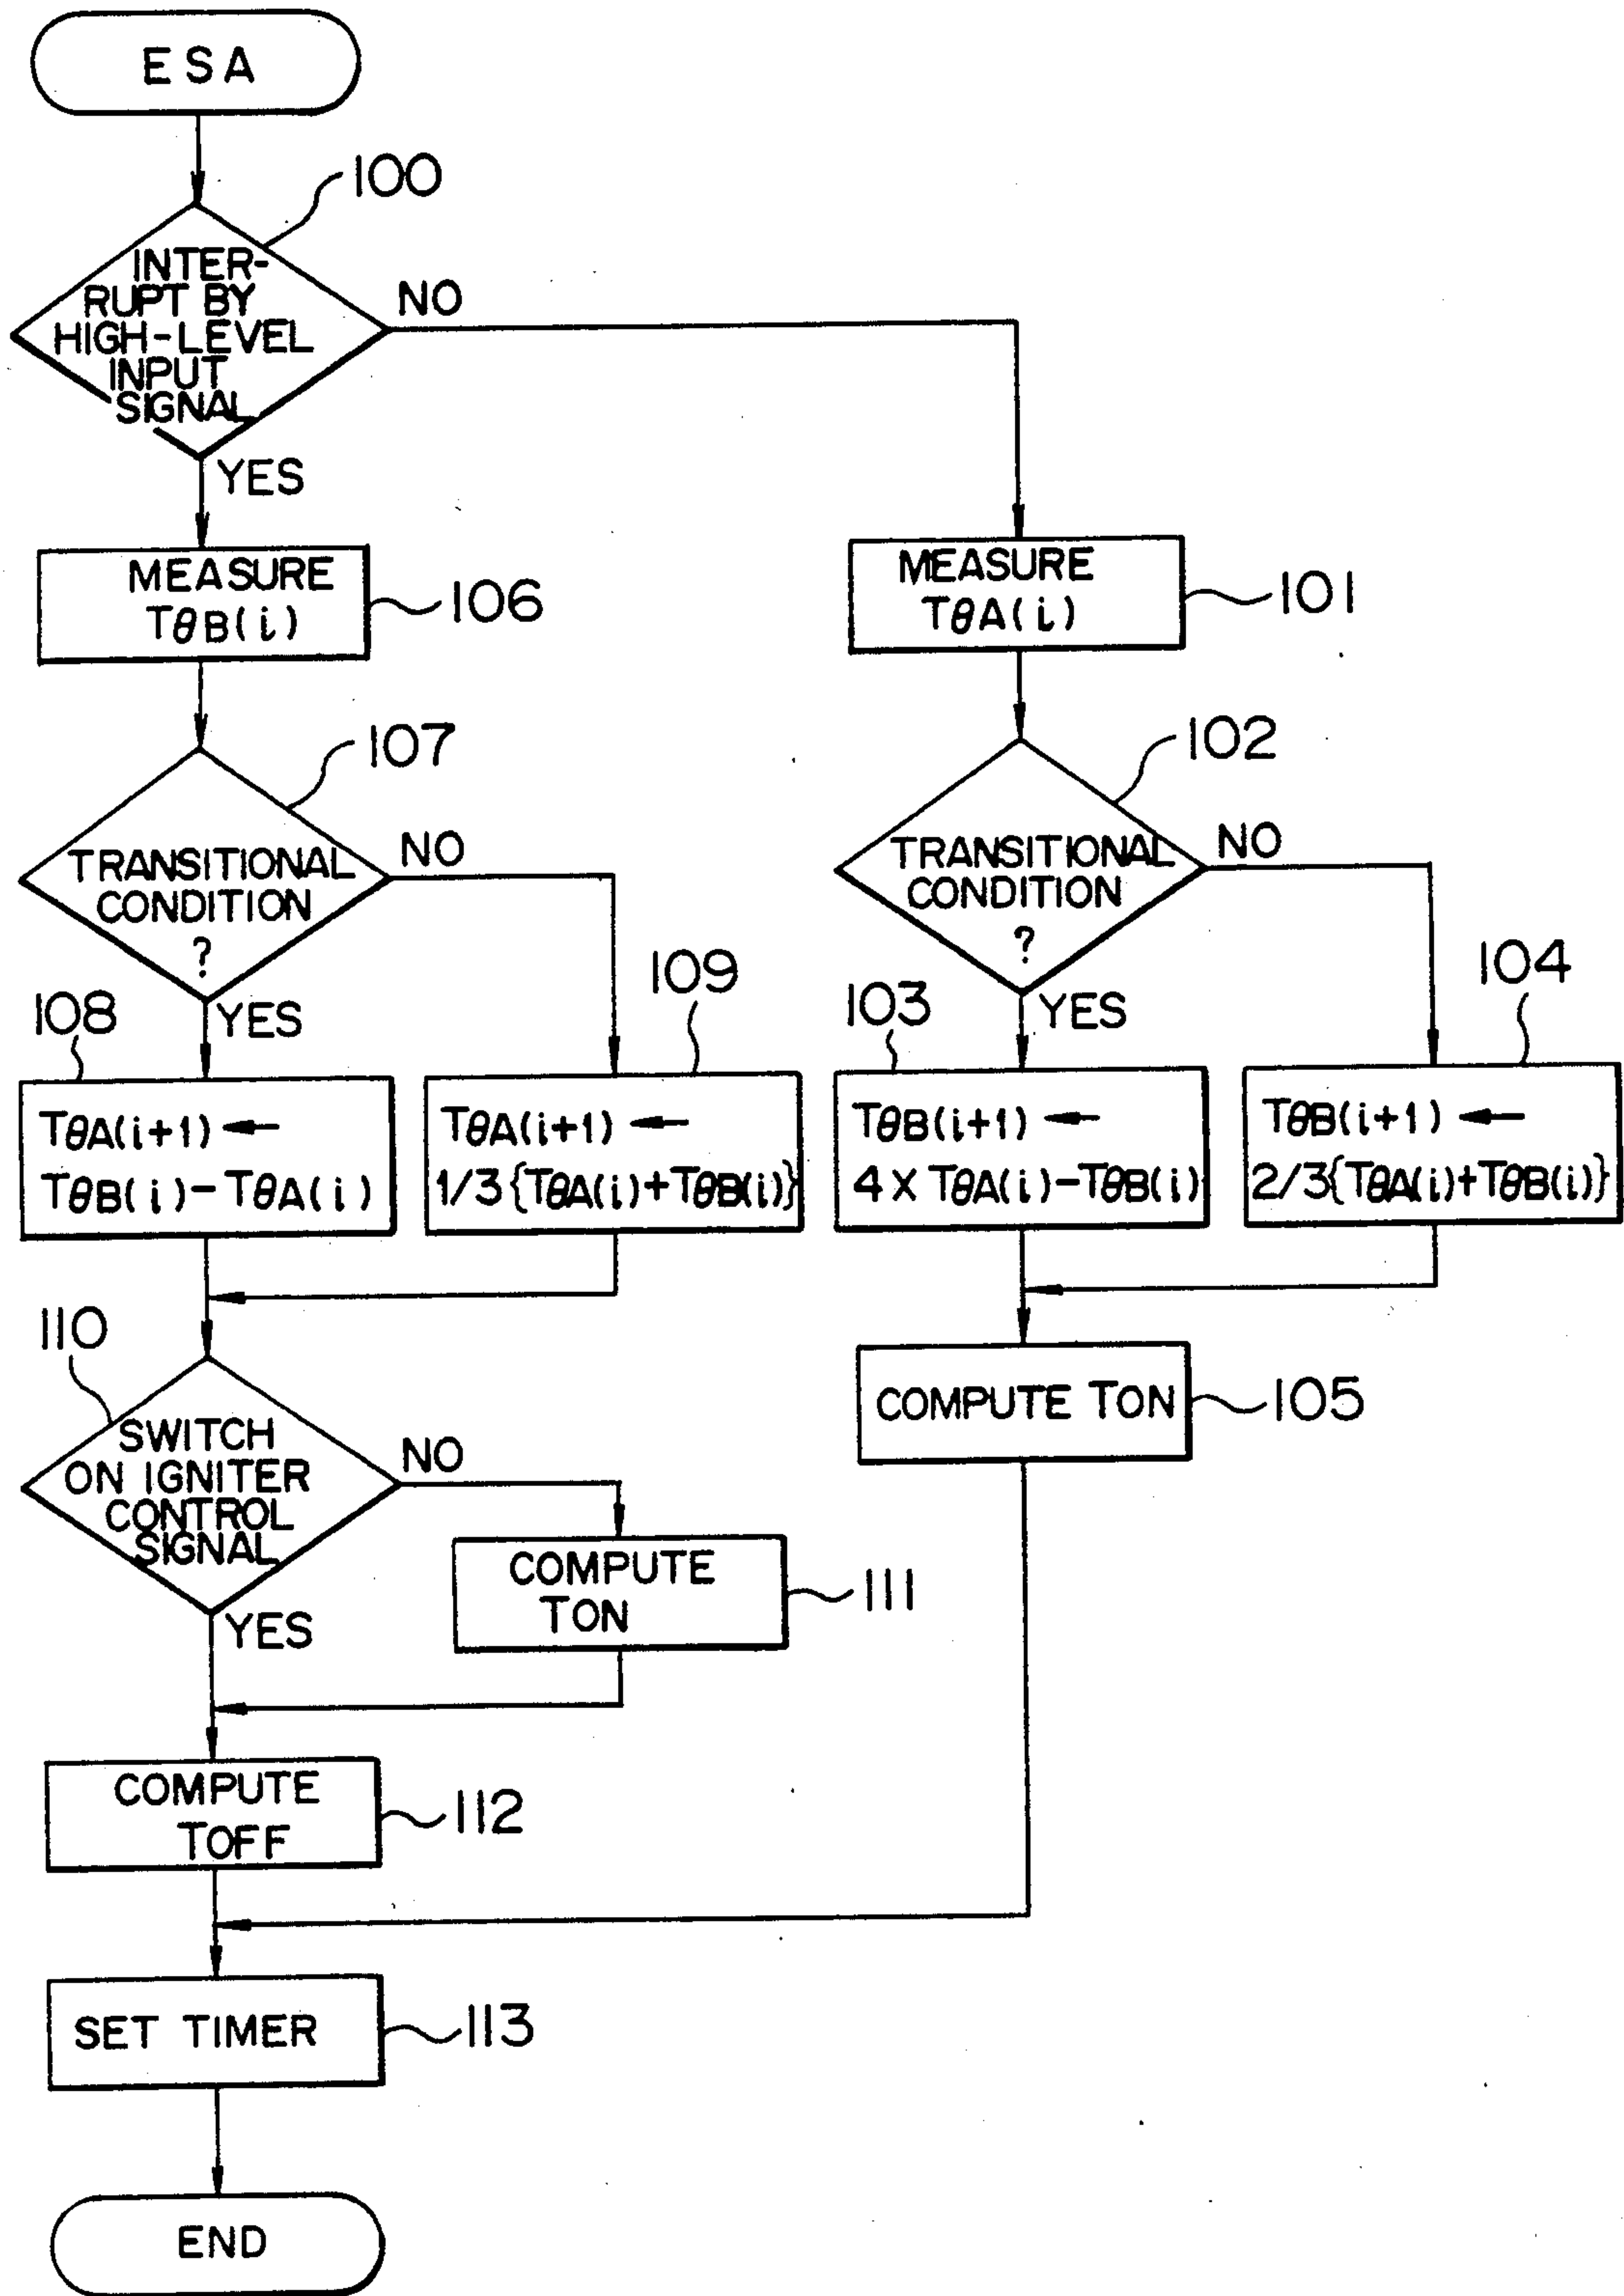 ESA
100
INTER-
RUPT BY
HIGH-LEVEL
INPUT
SIGNAL
NO
YES
MEASURE
TθB(i)
106
MEASURE
TθA(i)
101
107
TRANSITIONAL
CONDITION
?
NO
YES
102
TRANSITIONAL
CONDITION
?
NO
YES
108
TθA(i+1) ←
TθB(i) - TθA(i)
109
TθA(i+1) ←
1/3{TθA(i)+TθB(i)}
103
TθB(i+1) ←
4 X TθA(i)-TθB(i)
104
TθB(i+1) ←
2/3{TθA(i)+TθB(i)}
110
SWITCH
ON IGNITER
CONTROL
SIGNAL
NO
YES
COMPUTE
TON
111
COMPUTE TON
105
COMPUTE
TOFF
112
SET TIMER
113
END